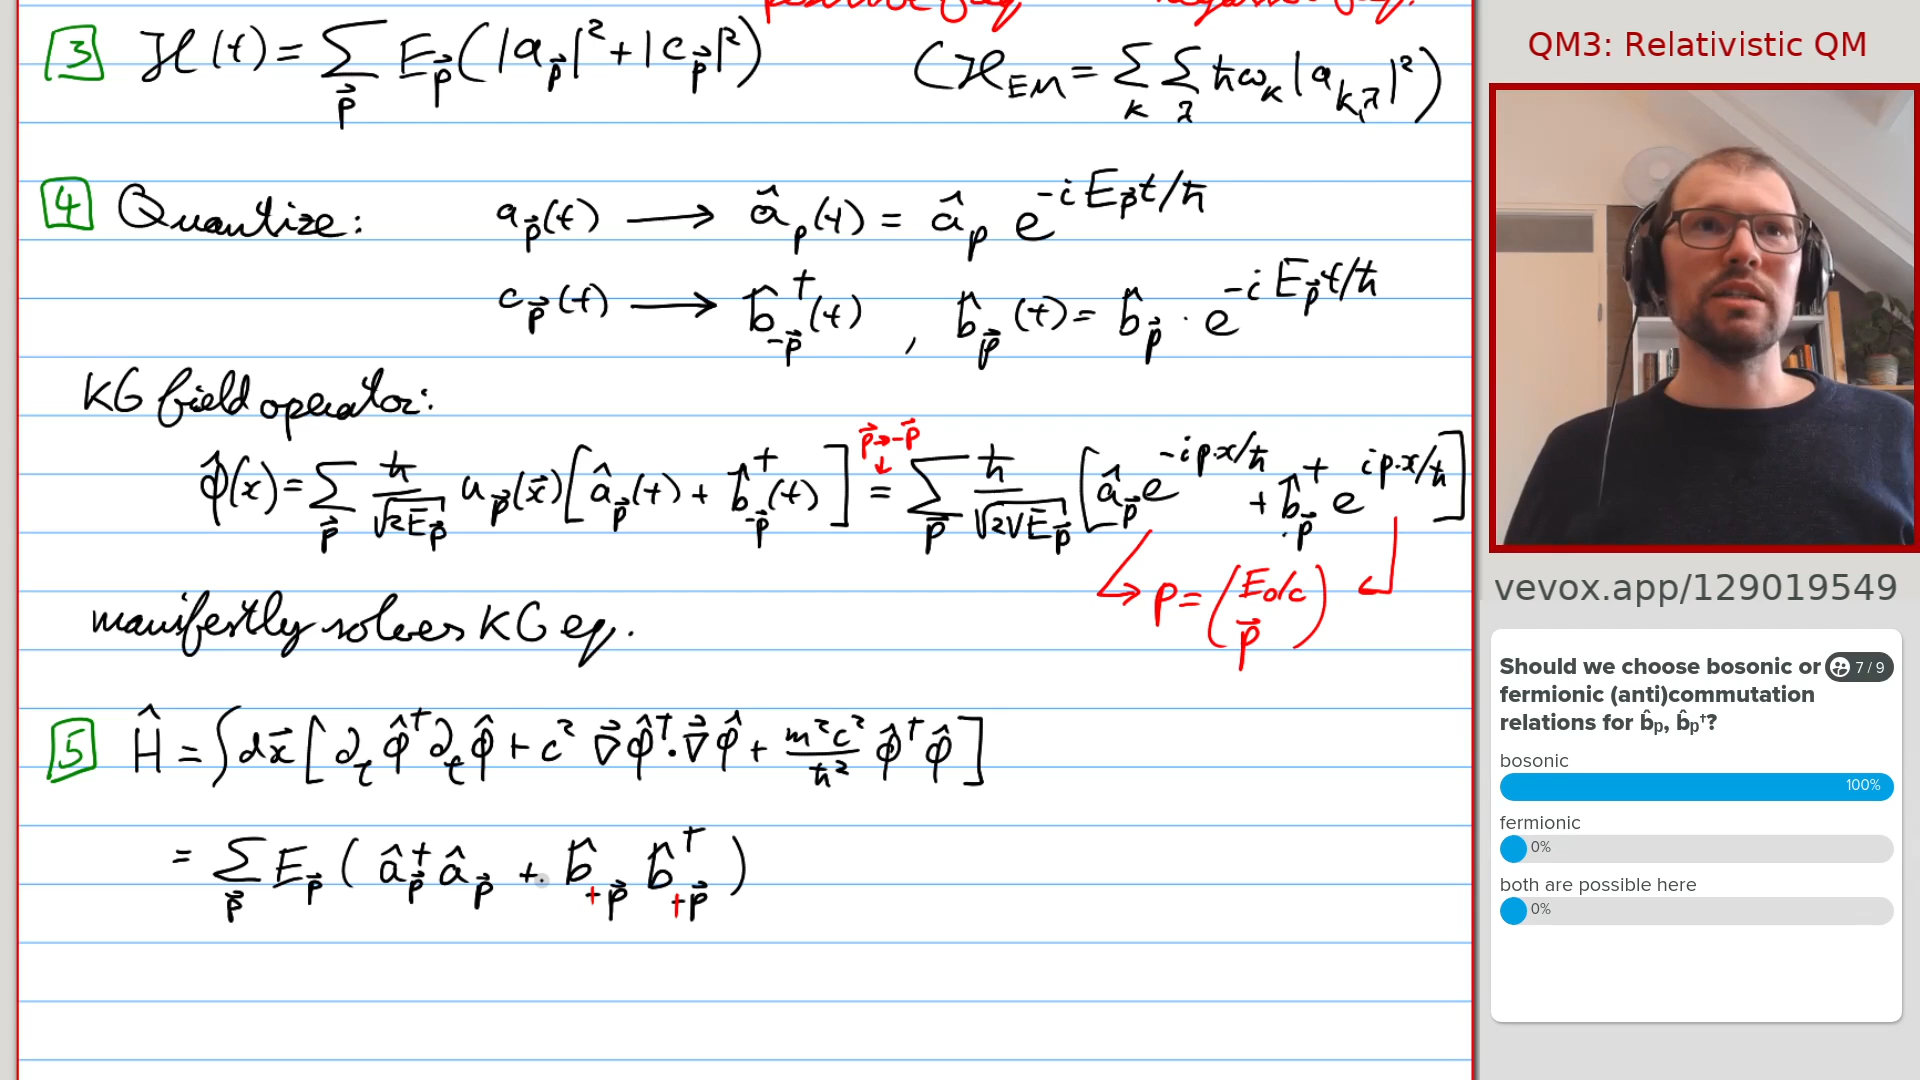 [3] ℋ(t) = Σ_p⃗ E_p⃗ (|a_p⃗|² + |c_p⃗|²)   (ℋ_EM = Σ_k Σ_λ ħω_k |a_k,λ|²)
[4] Quantize: a_p⃗(t) ⟶ â_p(t) = â_p e^{-iE_p⃗t/ħ}
c_p⃗(t) ⟶ b̂†_-p⃗(t) , b̂_p⃗(t) = b̂_p⃗ · e^{-iE_p⃗t/ħ}
KG field operator:
p⃗→-p⃗
φ̂(x) = Σ_p⃗ ħ/√(2E_p⃗) u_p⃗(x⃗) [â_p⃗(t) + b̂†_-p⃗(t)] = Σ_p⃗ ħ/√(2VE_p⃗) [â_p⃗ e^{-ip·x/ħ} + b̂†_p⃗ e^{ip·x/ħ}]
p = (E₀/c p⃗)
manifestly solves KG eq.
[5] Ĥ = ∫dx⃗ [∂_t φ̂† ∂_t φ̂ + c² ∇⃗φ̂† · ∇⃗φ̂ + m²c²/ħ² φ̂†φ̂]
= Σ_p⃗ E_p⃗ (â†_p⃗ â_p⃗ + b̂_+p⃗ b̂†_+p⃗)
QM3: Relativistic QM
vevox.app/129019549
Should we choose bosonic or 7 / 9
fermionic (anti)commutation
relations for b̂ₚ, b̂ₚ†?
bosonic
100%
fermionic
0%
both are possible here
0%